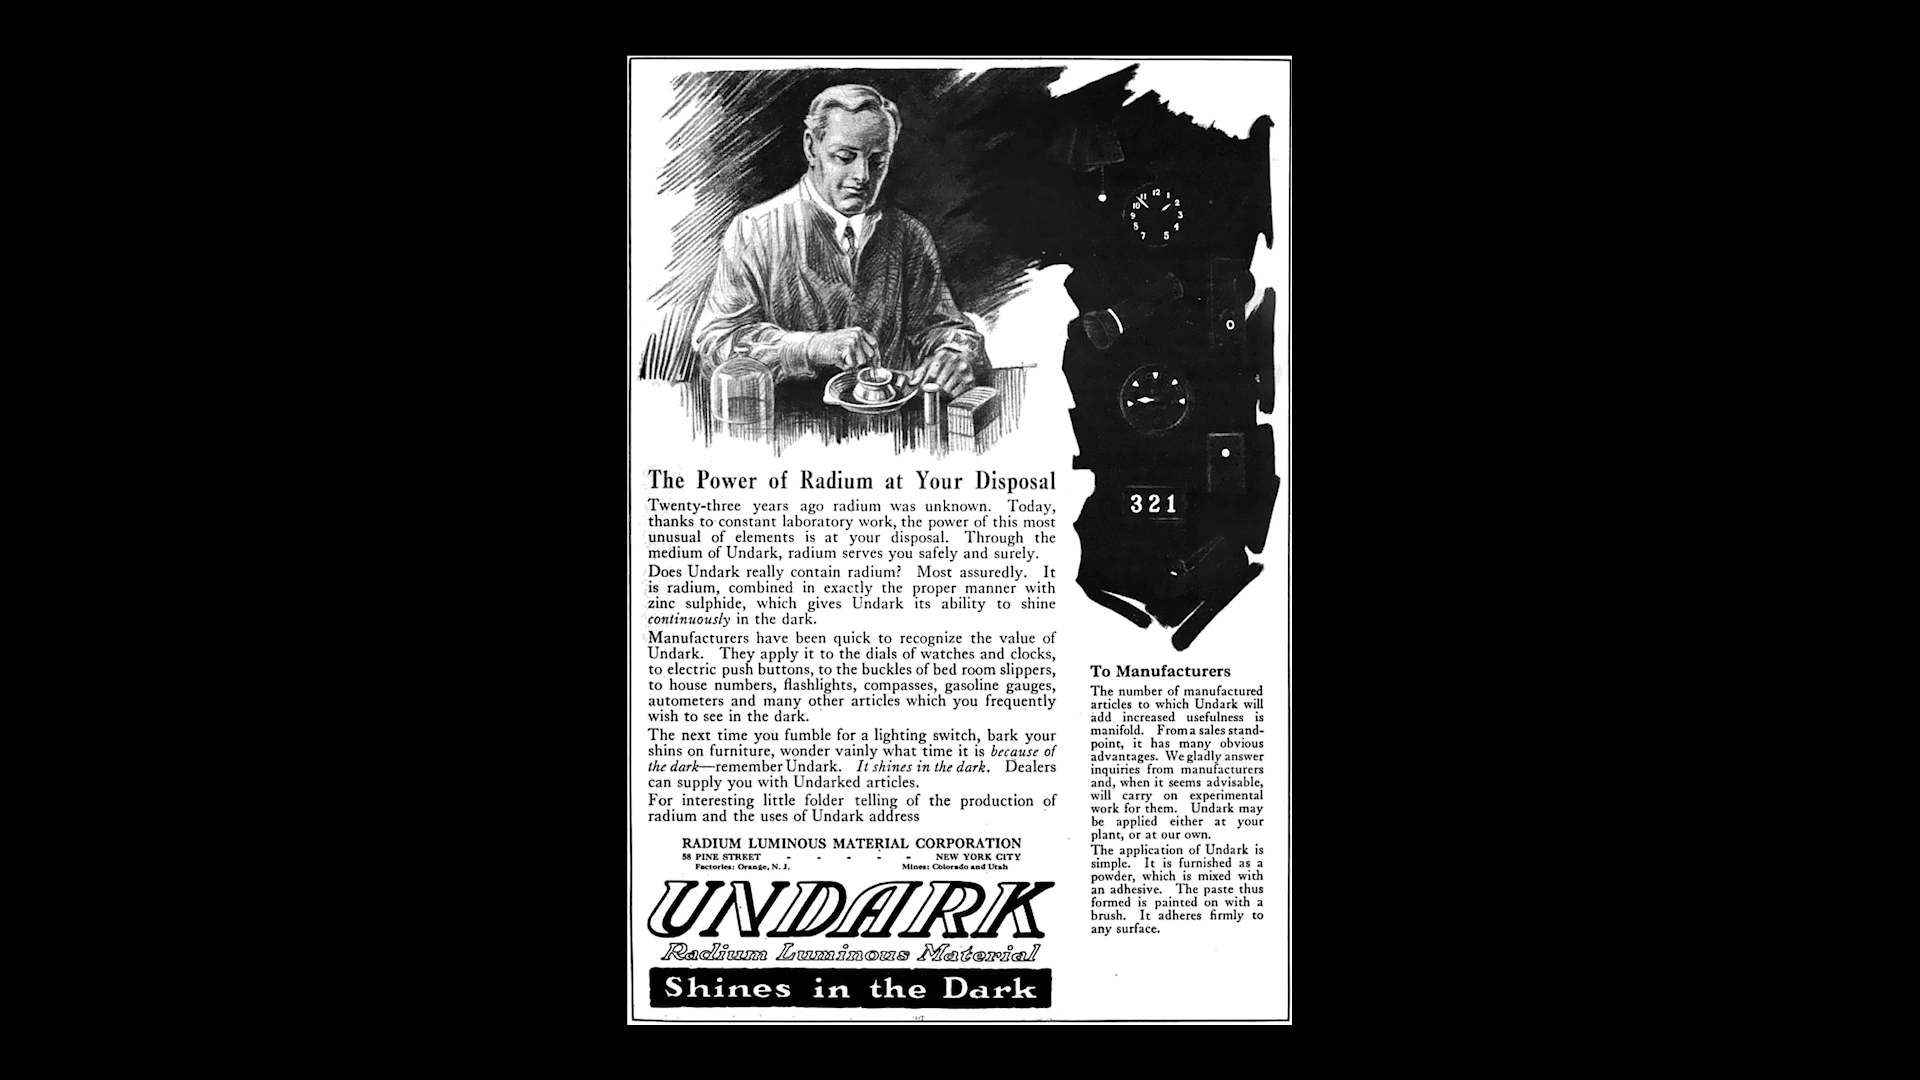 12
11 1
10 2
9 3
8 4
7 5
321
The Power of Radium at Your Disposal
Twenty-three years ago radium was unknown. Today,
thanks to constant laboratory work, the power of this most
unusual of elements is at your disposal. Through the
medium of Undark, radium serves you safely and surely.
Does Undark really contain radium? Most assuredly. It
is radium, combined in exactly the proper manner with
zinc sulphide, which gives Undark its ability to shine
continuously in the dark.
Manufacturers have been quick to recognize the value of
Undark. They apply it to the dials of watches and clocks,
to electric push buttons, to the buckles of bed room slippers,
to house numbers, flashlights, compasses, gasoline gauges,
autometers and many other articles which you frequently
wish to see in the dark.
The next time you fumble for a lighting switch, bark your
shins on furniture, wonder vainly what time it is because of
the dark—remember Undark. It shines in the dark. Dealers
can supply you with Undarked articles.
For interesting little folder telling of the production of
radium and the uses of Undark address
RADIUM LUMINOUS MATERIAL CORPORATION
58 PINE STREET - - - - - NEW YORK CITY
Factories: Orange, N. J. Mines: Colorado and Utah
UNDARK
Radium Luminous Material
Shines in the Dark
To Manufacturers
The number of manufactured
articles to which Undark will
add increased usefulness is
manifold. From a sales stand-
point, it has many obvious
advantages. We gladly answer
inquiries from manufacturers
and, when it seems advisable,
will carry on experimental
work for them. Undark may
be applied either at your
plant, or at our own.
The application of Undark is
simple. It is furnished as a
powder, which is mixed with
an adhesive. The paste thus
formed is painted on with a
brush. It adheres firmly to
any surface.